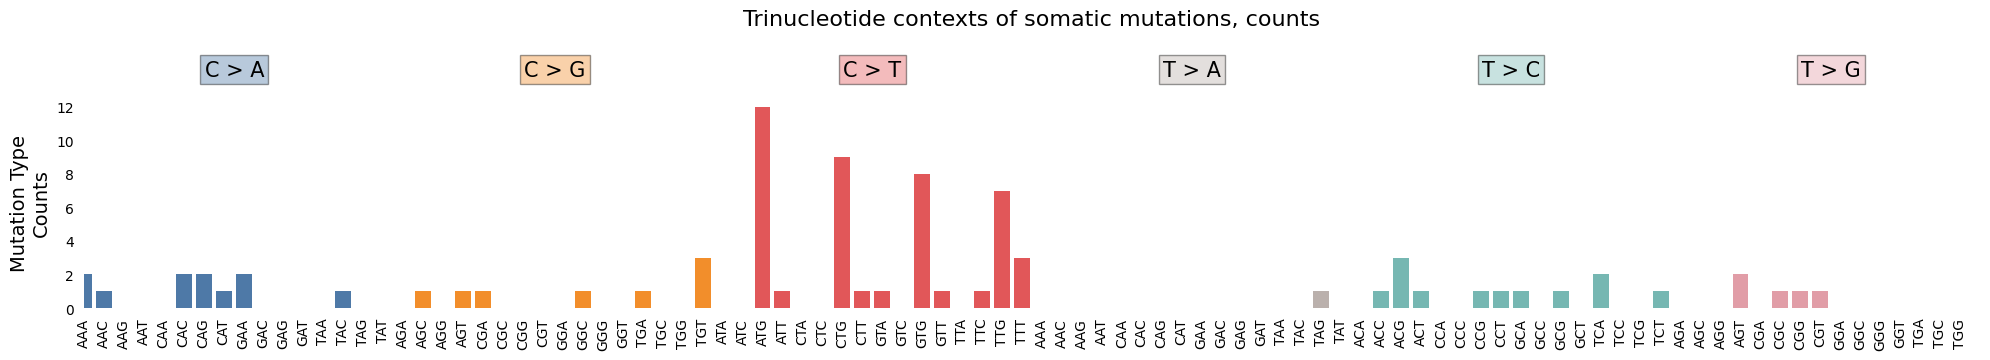 Trinucleotide contexts of somatic mutations, counts
C > A C > G C > T T > A T > C T > G
Mutation Type
Counts
12
10
8
6
4
2
0
AAA AAC AAG AAT CAA CAC CAG CAT GAA GAC GAG GAT TAA TAC TAG TAT AGA AGC AGG AGT CGA CGC CGG CGT GGA GGC GGG GGT TGA TGC TGG TGT ATA ATC ATG ATT CTA CTC CTG CTT GTA GTC GTG GTT TTA TTC TTG TTT AAA AAC AAG AAT CAA CAC CAG CAT GAA GAC GAG GAT TAA TAC TAG TAT ACA ACC ACG ACT CCA CCC CCG CCT GCA GCC GCG GCT TCA TCC TCG TCT AGA AGC AGG AGT CGA CGC CGG CGT GGA GGC GGG GGT TGA TGC TGG